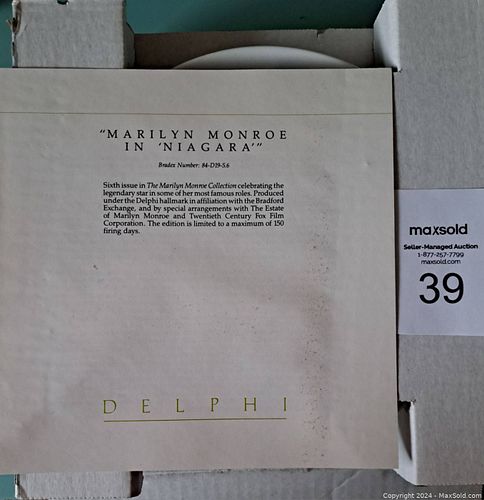 "MARILYN MONROE
IN 'NIAGARA'"
Bradex Number: 84-D19-5.6
Sixth issue in The Marilyn Monroe Collection celebrating the
legendary star in some of her most famous roles. Produced
under the Delphi hallmark in affiliation with the Bradford
Exchange, and by special arrangements with The Estate
of Marilyn Monroe and Twentieth Century Fox Film
Corporation. The edition is limited to a maximum of 150
firing days.
DELPHI
maxsold
Seller-Managed Auction
1-877-257-7799
maxsold.com
39
Copyright 2024 - MaxSold.com